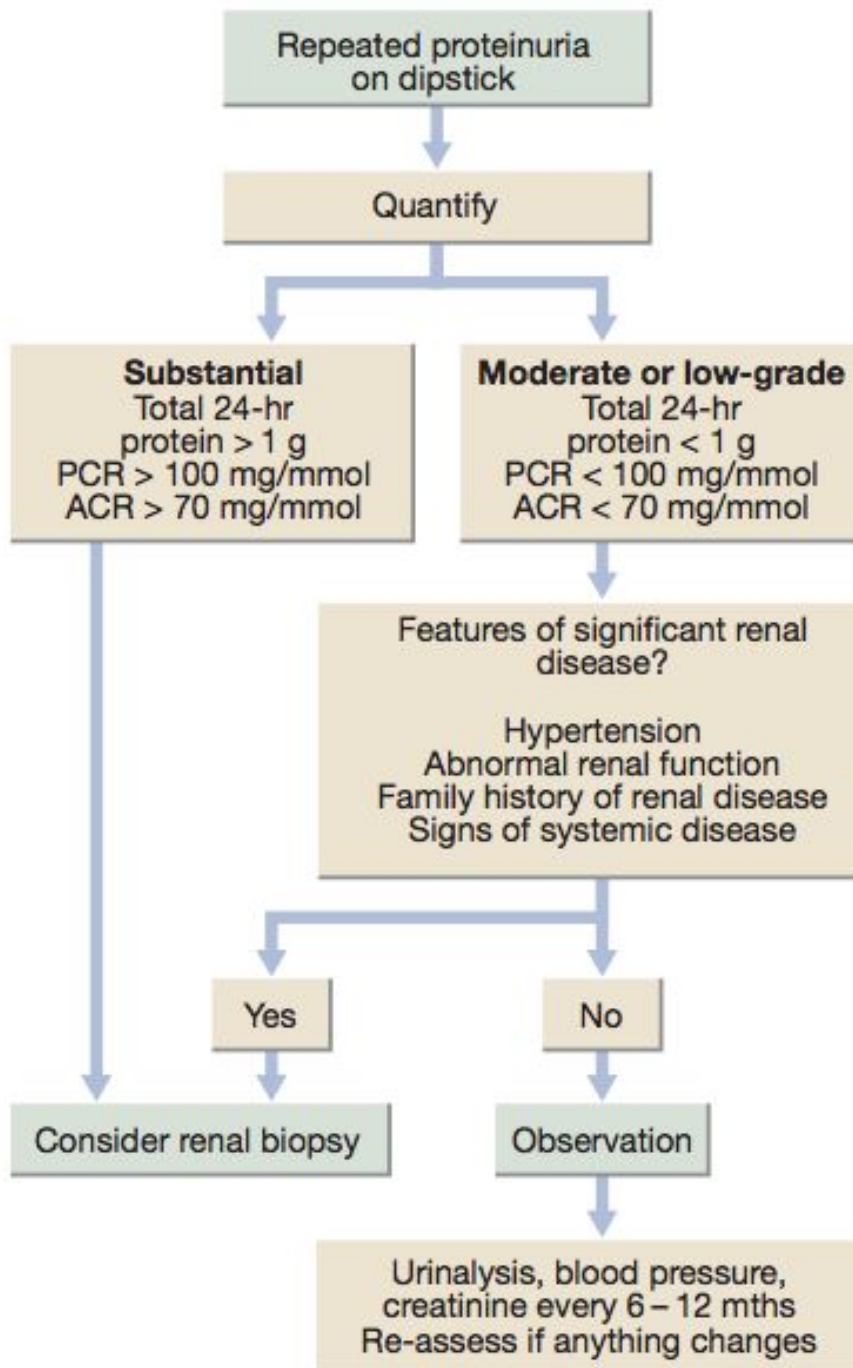 Repeated proteinuria
on dipstick
Quantify
Substantial
Total 24-hr
protein > 1 g
PCR > 100 mg/mmol
ACR > 70 mg/mmol
Moderate or low-grade
Total 24-hr
protein < 1 g
PCR < 100 mg/mmol
ACR < 70 mg/mmol
Features of significant renal
disease?
Hypertension
Abnormal renal function
Family history of renal disease
Signs of systemic disease
Yes
No
Consider renal biopsy
Observation
Urinalysis, blood pressure,
creatinine every 6 – 12 mths
Re-assess if anything changes